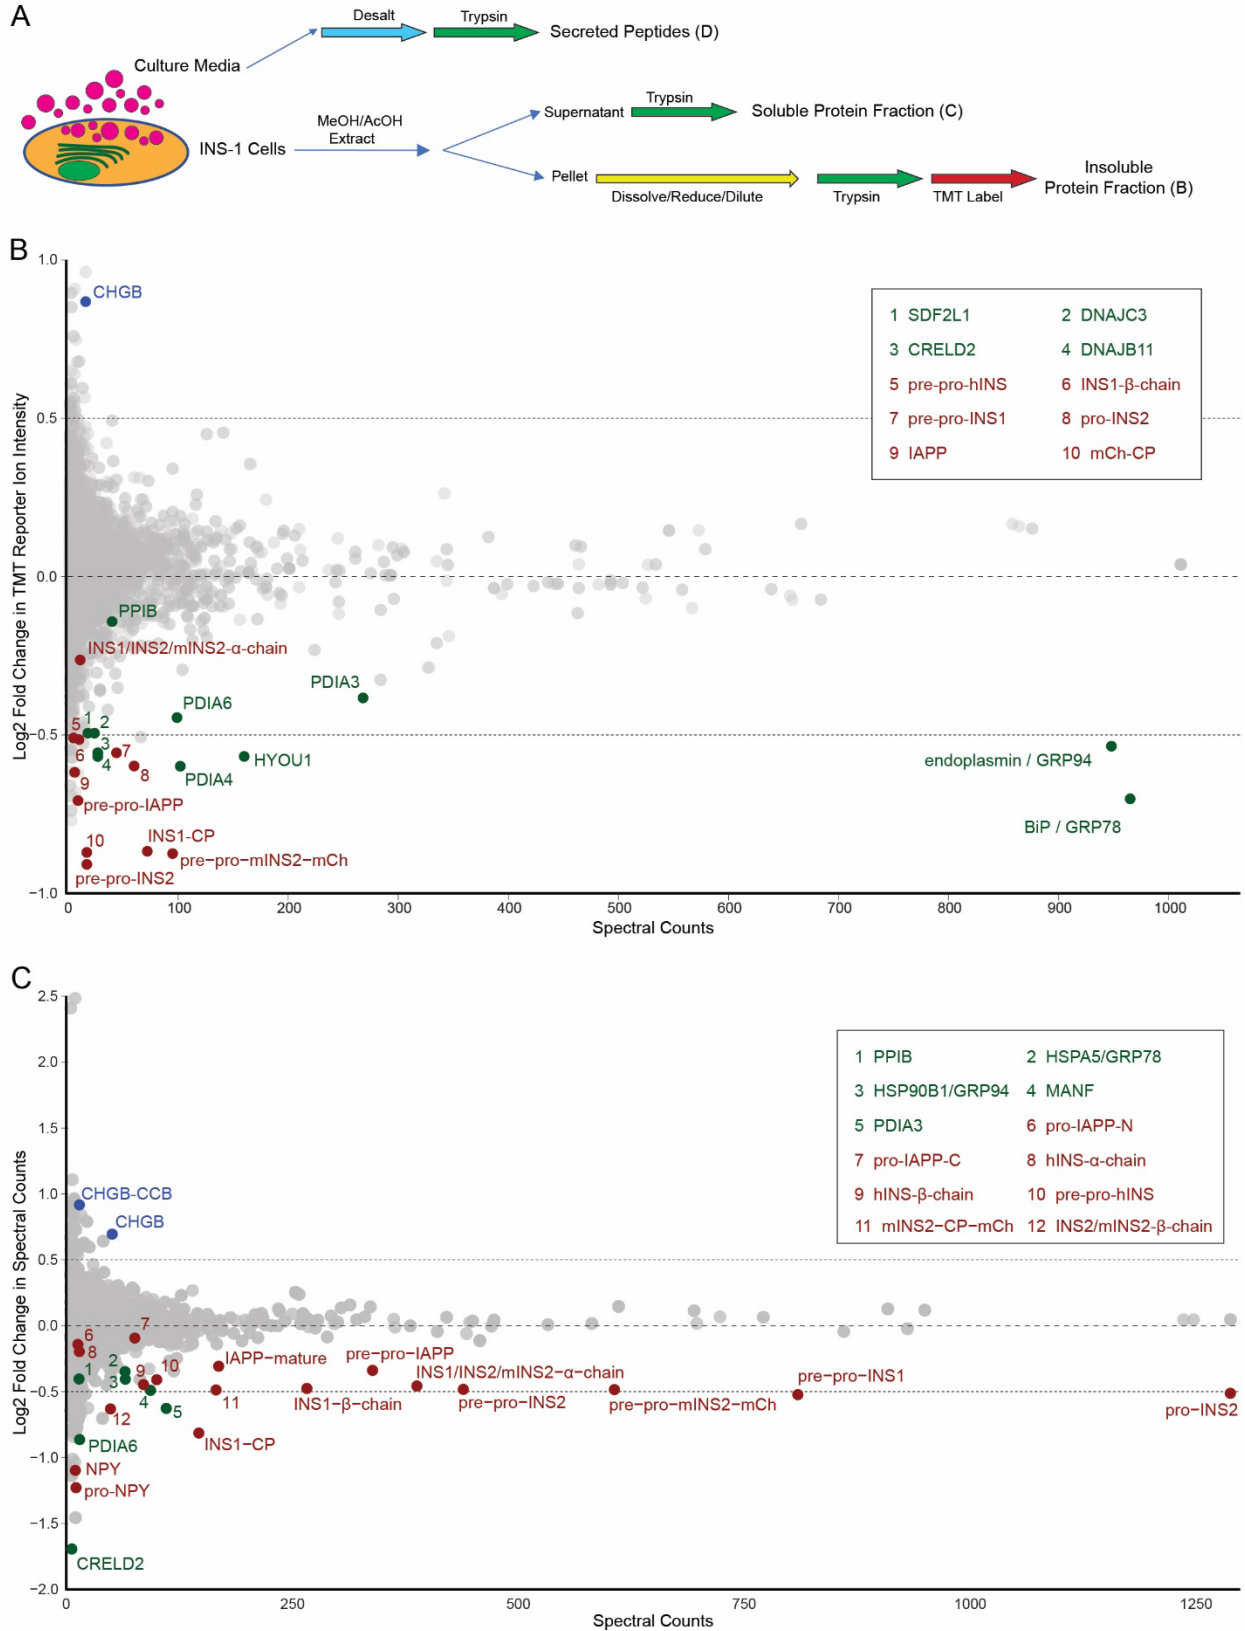 A
Desalt
Trypsin
Secreted Peptides (D)
Culture Media
MeOH/AcOH
Extract
INS-1 Cells
Supernatant
Trypsin
Soluble Protein Fraction (C)
Pellet
Dissolve/Reduce/Dilute
Trypsin
TMT Label
Insoluble
Protein Fraction (B)
B
Log2 Fold Change in TMT Reporter Ion Intensity
1.0
0.5
0.0
−0.5
−1.0
CHGB
1 SDF2L1
2 DNAJC3
3 CRELD2
4 DNAJB11
5 pre-pro-hINS
6 INS1-β-chain
7 pre-pro-INS1
8 pro-INS2
9 IAPP
10 mCh-CP
PPIB
INS1/INS2/mINS2-α-chain
PDIA3
PDIA6
5
1
2
3
6
4
7
8
9
HYOU1
PDIA4
endoplasmin / GRP94
BiP / GRP78
pre-pro-IAPP
10
INS1-CP
pre−pro−mINS2−mCh
pre-pro-INS2
0
100
200
300
400
500
600
700
800
900
1000
Spectral Counts
C
Log2 Fold Change in Spectral Counts
2.5
2.0
1.5
1.0
0.5
0.0
−0.5
−1.0
−1.5
−2.0
1 PPIB
2 HSPA5/GRP78
3 HSP90B1/GRP94
4 MANF
5 PDIA3
6 pro-IAPP-N
7 pro-IAPP-C
8 hINS-α-chain
9 hINS-β-chain
10 pre-pro-hINS
11 mINS2−CP−mCh
12 INS2/mINS2-β-chain
CHGB-CCB
CHGB
6
7
8
1
2
3
9
10
4
5
11
12
IAPP-mature
pre−pro−IAPP
INS1/INS2/mINS2−α−chain
INS1−β−chain
pre−pro−INS2
pre−pro−mINS2−mCh
pre−pro−INS1
pro−INS2
INS1−CP
PDIA6
NPY
pro-NPY
CRELD2
0
250
500
750
1000
1250
Spectral Counts